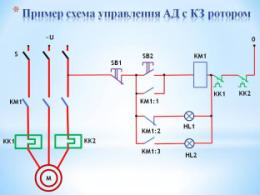 * Пример схема управления АД с КЗ ротором
~U
0
S
SB1
SB2
KM1
KM1:1
KK1
KK2
KM1
KM1:2
HL1
KK1
KK2
KM1:3
HL2
M